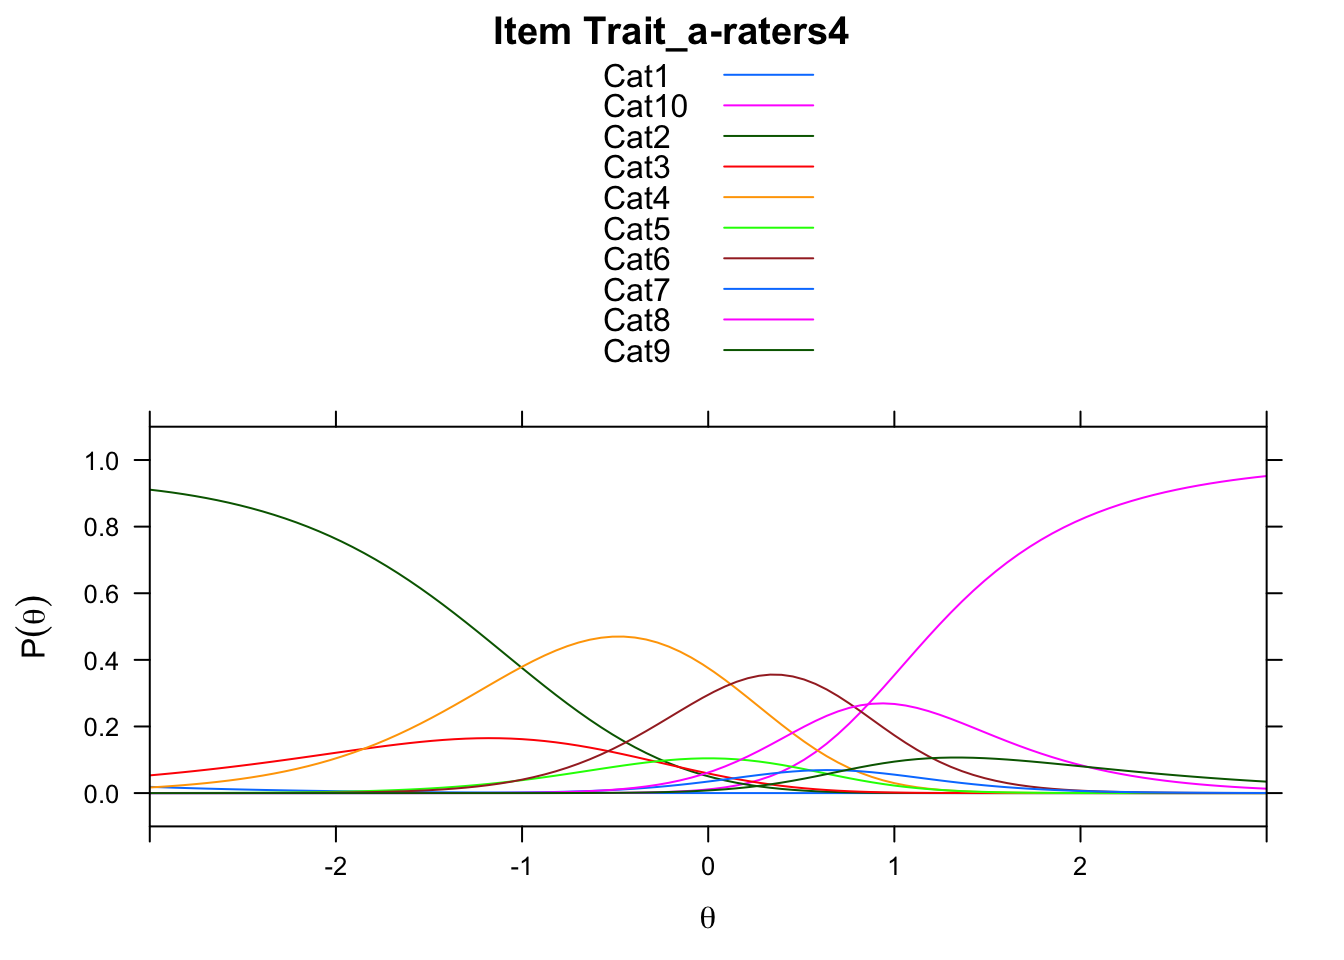 Item Trait_a-raters4
Cat1
Cat10
Cat2
Cat3
Cat4
Cat5
Cat6
Cat7
Cat8
Cat9
1.0
0.8
0.6
0.4
0.2
0.0
P(θ)
-2 -1 0 1 2
θ